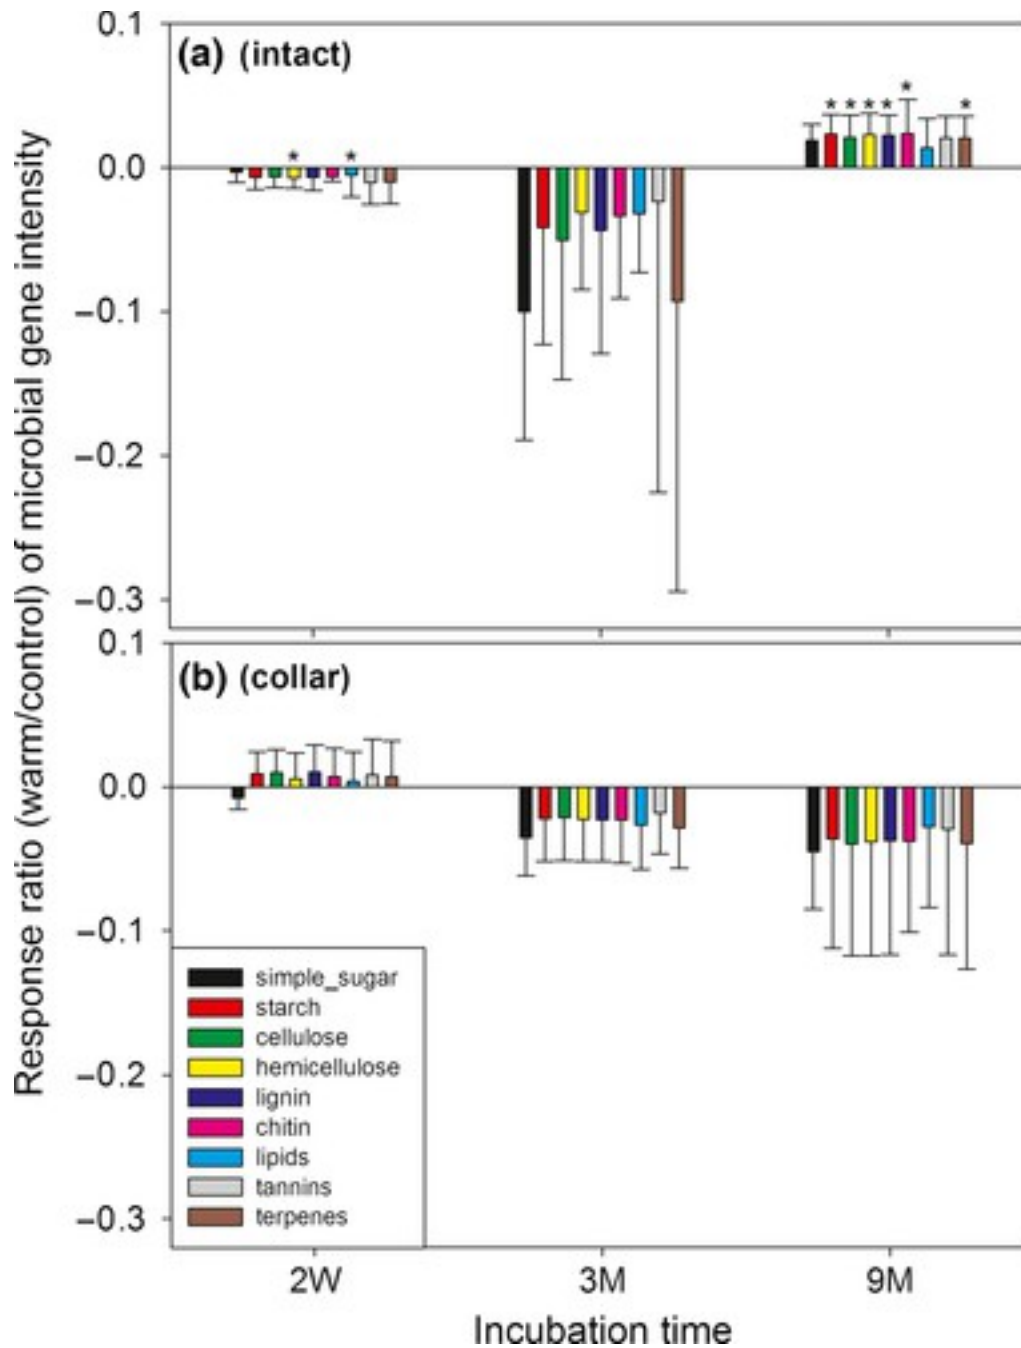 Response ratio (warm/control) of microbial gene intensity
0.1
(a) (intact)
* * * * * * * *
0.0
−0.1
−0.2
−0.3
0.1
(b) (collar)
0.0
−0.1
−0.2
−0.3
simple_sugar
starch
cellulose
hemicellulose
lignin
chitin
lipids
tannins
terpenes
2W 3M 9M
Incubation time